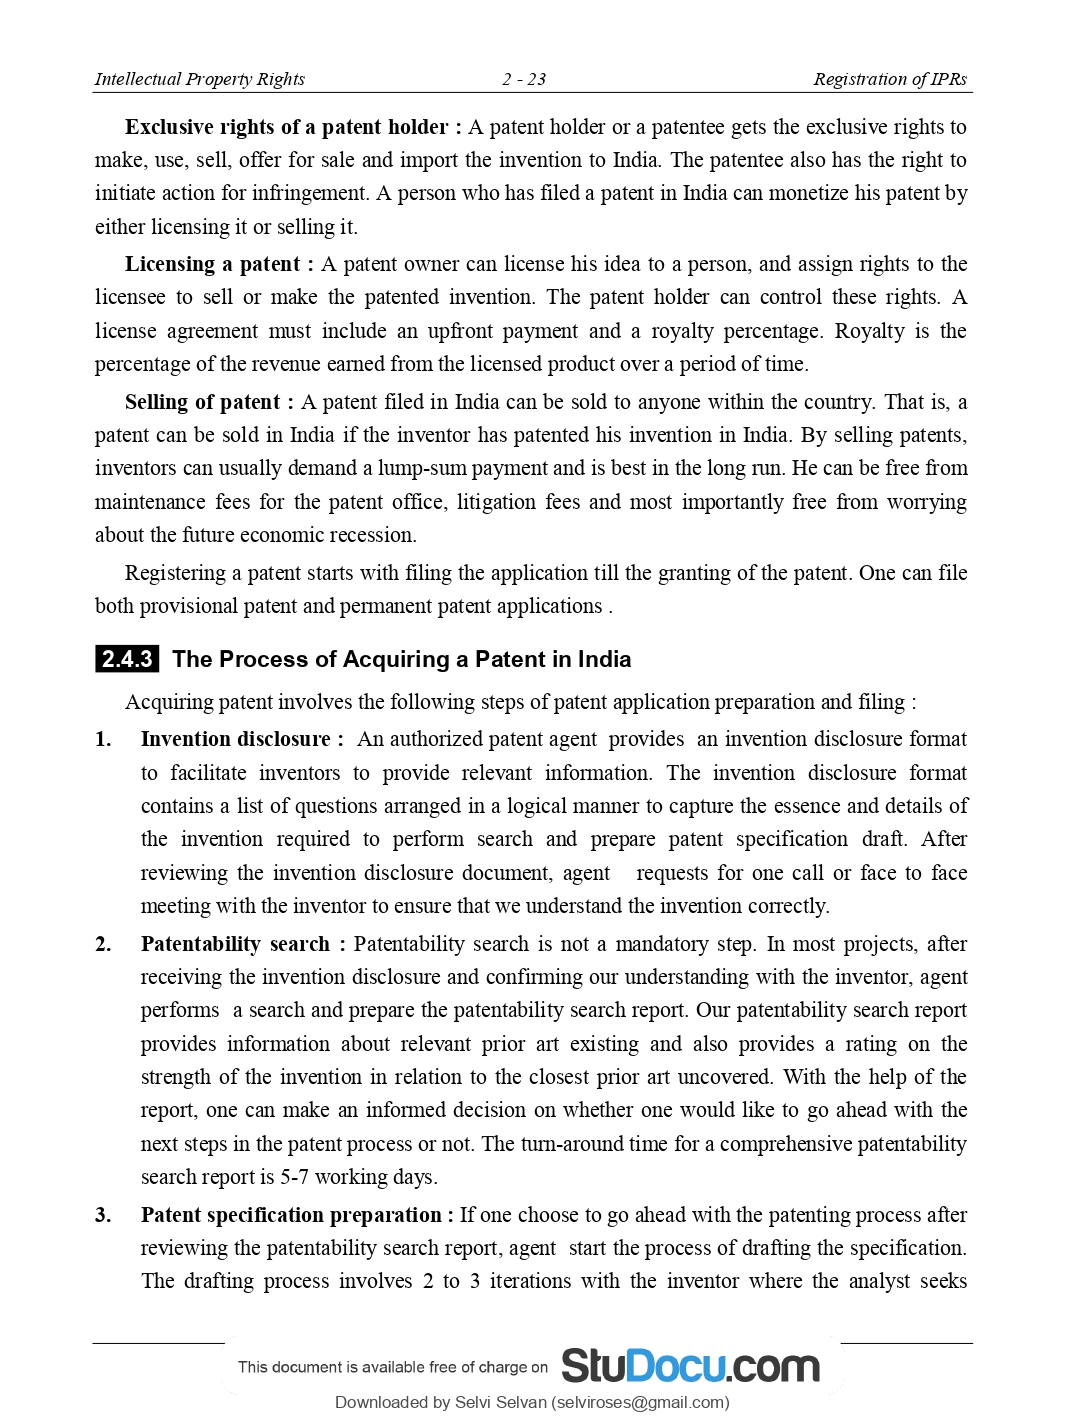 Intellectual Property Rights 2 - 23 Registration of IPRs
Exclusive rights of a patent holder : A patent holder or a patentee gets the exclusive rights to
make, use, sell, offer for sale and import the invention to India. The patentee also has the right to
initiate action for infringement. A person who has filed a patent in India can monetize his patent by
either licensing it or selling it.
Licensing a patent : A patent owner can license his idea to a person, and assign rights to the
licensee to sell or make the patented invention. The patent holder can control these rights. A
license agreement must include an upfront payment and a royalty percentage. Royalty is the
percentage of the revenue earned from the licensed product over a period of time.
Selling of patent : A patent filed in India can be sold to anyone within the country. That is, a
patent can be sold in India if the inventor has patented his invention in India. By selling patents,
inventors can usually demand a lump-sum payment and is best in the long run. He can be free from
maintenance fees for the patent office, litigation fees and most importantly free from worrying
about the future economic recession.
Registering a patent starts with filing the application till the granting of the patent. One can file
both provisional patent and permanent patent applications .
2.4.3 The Process of Acquiring a Patent in India
Acquiring patent involves the following steps of patent application preparation and filing :
1. Invention disclosure : An authorized patent agent provides an invention disclosure format
to facilitate inventors to provide relevant information. The invention disclosure format
contains a list of questions arranged in a logical manner to capture the essence and details of
the invention required to perform search and prepare patent specification draft. After
reviewing the invention disclosure document, agent requests for one call or face to face
meeting with the inventor to ensure that we understand the invention correctly.
2. Patentability search : Patentability search is not a mandatory step. In most projects, after
receiving the invention disclosure and confirming our understanding with the inventor, agent
performs a search and prepare the patentability search report. Our patentability search report
provides information about relevant prior art existing and also provides a rating on the
strength of the invention in relation to the closest prior art uncovered. With the help of the
report, one can make an informed decision on whether one would like to go ahead with the
next steps in the patent process or not. The turn-around time for a comprehensive patentability
search report is 5-7 working days.
3. Patent specification preparation : If one choose to go ahead with the patenting process after
reviewing the patentability search report, agent start the process of drafting the specification.
The drafting process involves 2 to 3 iterations with the inventor where the analyst seeks
This document is available free of charge on StuDocu.com
Downloaded by Selvi Selvan (selviroses@gmail.com)